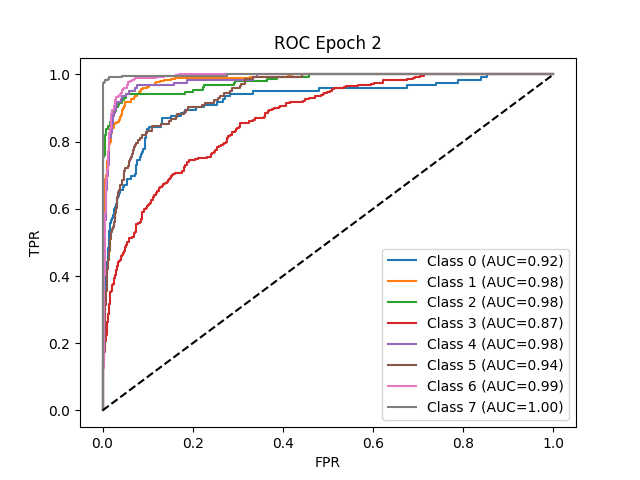 ROC Epoch 2
TPR
1.0
0.8
0.6
0.4
0.2
0.0
Class 0 (AUC=0.92)
Class 1 (AUC=0.98)
Class 2 (AUC=0.98)
Class 3 (AUC=0.87)
Class 4 (AUC=0.98)
Class 5 (AUC=0.94)
Class 6 (AUC=0.99)
Class 7 (AUC=1.00)
0.0 0.2 0.4 0.6 0.8 1.0
FPR